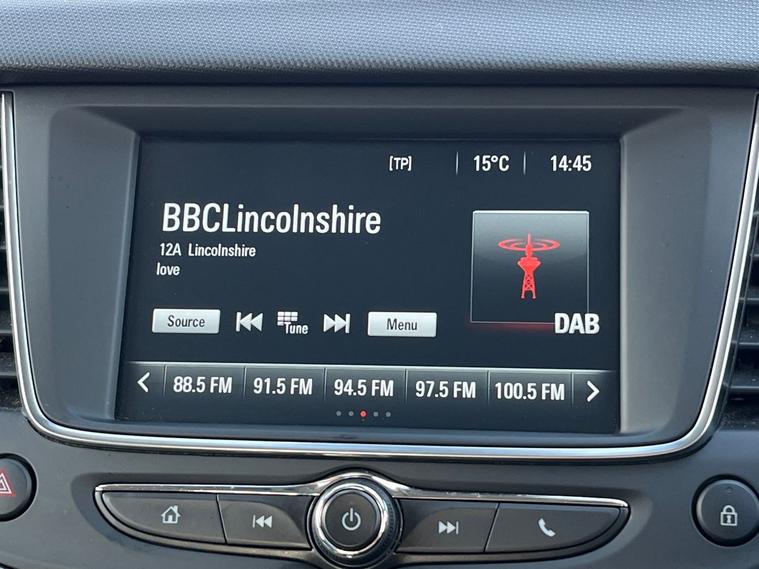 [TP] 15°C 14:45
BBCLincolnshire
12A Lincolnshire
love
DAB
Source Tune Menu
88.5 FM 91.5 FM 94.5 FM 97.5 FM 100.5 FM